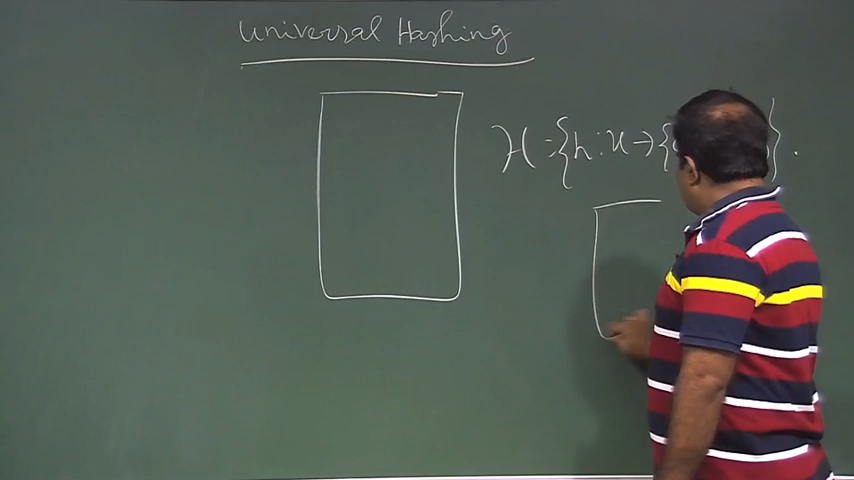 Universal Hashing
H = {h : U → { }.